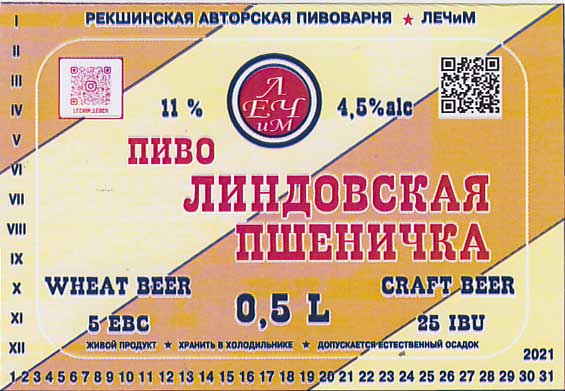 РЕКШИНСКАЯ АВТОРСКАЯ ПИВОВАРНЯ ★ ЛЕЧиМ
I
II
III
IV
V
VI
VII
VIII
IX
X
XI
XII
LECHIM_LEBCH
11 %
ЛЕЧиМ
4,5%alc
ПИВО
ЛИНДОВСКАЯ
ПШЕНИЧКА
WHEAT BEER
CRAFT BEER
5 EBC
0,5 L
25 IBU
ЖИВОЙ ПРОДУКТ ★ ХРАНИТЬ В ХОЛОДИЛЬНИКЕ ★ ДОПУСКАЕТСЯ ЕСТЕСТВЕННЫЙ ОСАДОК
2021
1 2 3 4 5 6 7 8 9 10 11 12 13 14 15 16 17 18 19 20 21 22 23 24 25 26 27 28 29 30 31